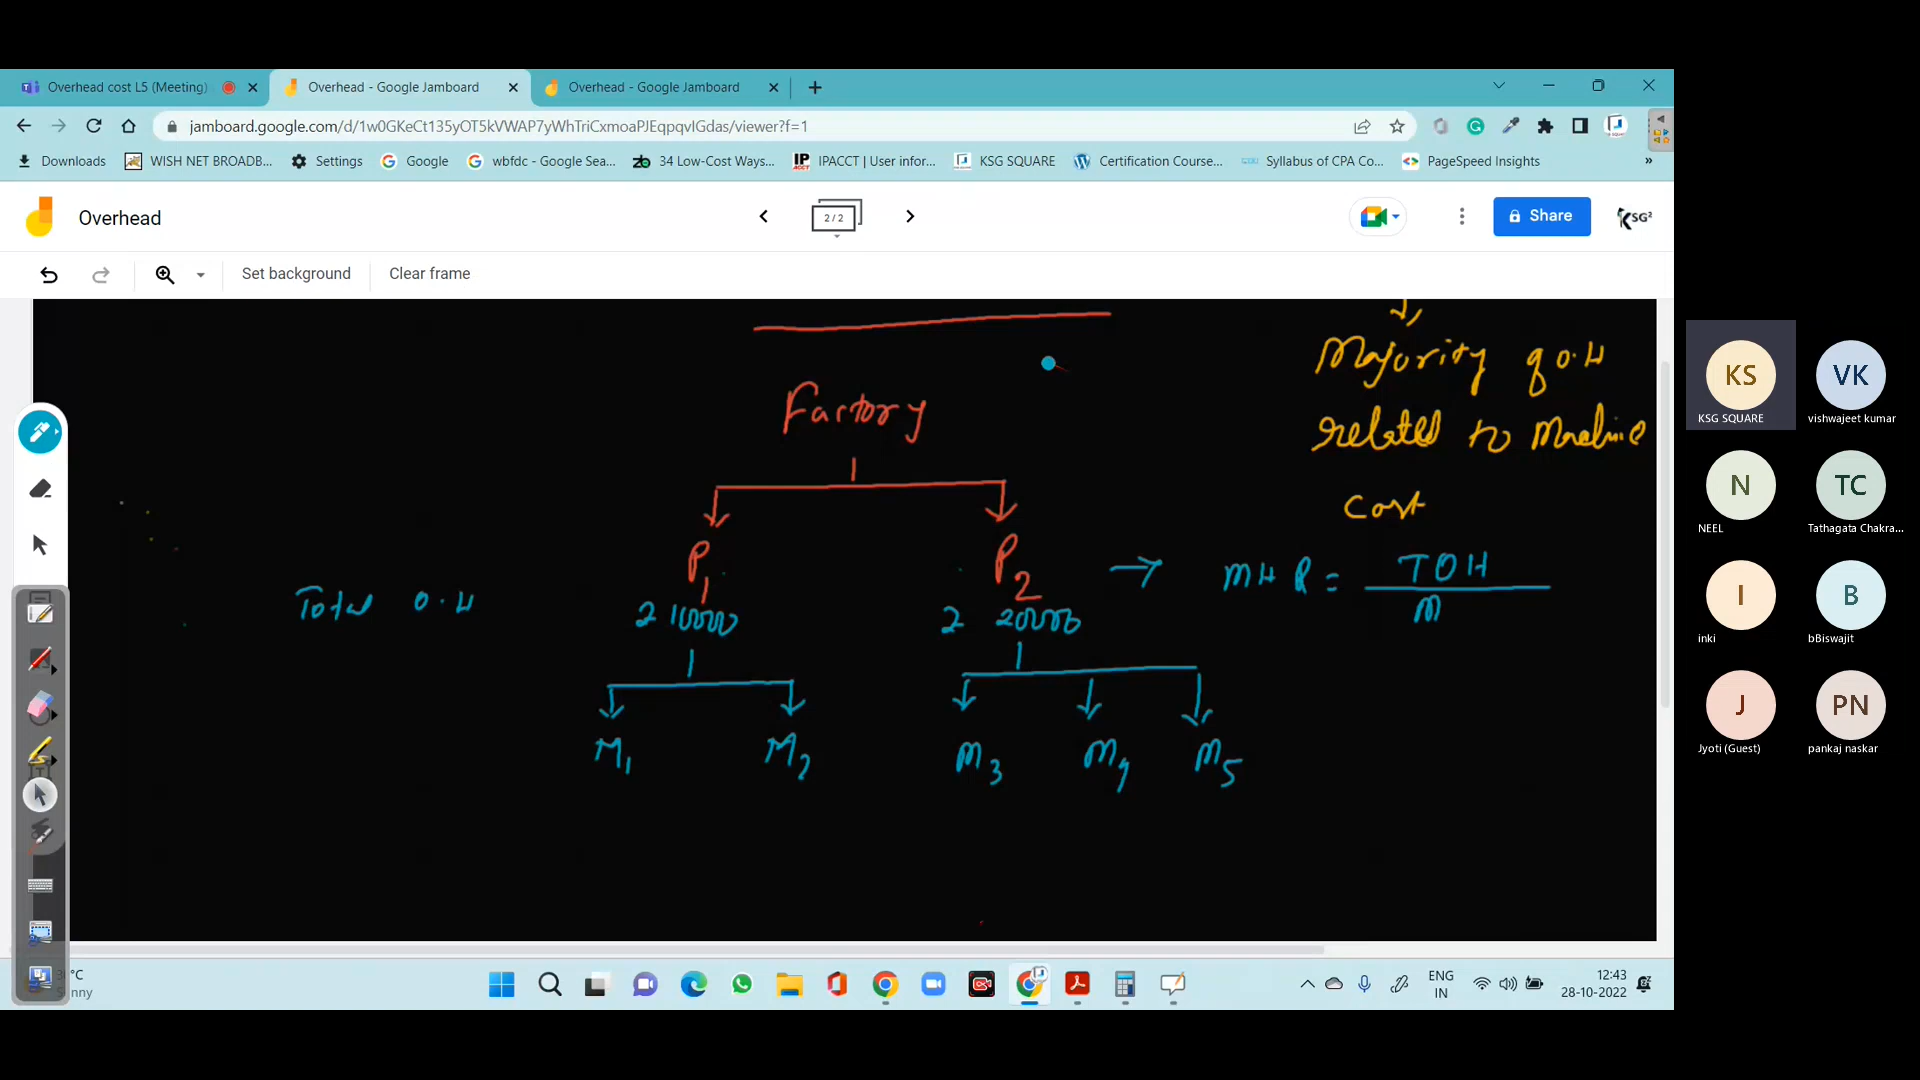 Overhead cost L5 (Meeting)
Overhead - Google Jamboard
Overhead - Google Jamboard
jamboard.google.com/d/1w0GKeCt135yOT5kVWAP7yWhTriCxmoaPJEqpqvIGdas/viewer?f=1
Downloads
WISH NET BROADB...
Settings
Google
wbfdc - Google Sea...
34 Low-Cost Ways...
IPACCT | User infor...
KSG SQUARE
Certification Course...
Syllabus of CPA Co...
PageSpeed Insights
Overhead
2 / 2
Share
KSG²
Set background
Clear frame
Majority of O.H
related to Machine
Cost
Factory
P1
P2
Total O.H
MHR = TOH
M
M1
M2
M3
M4
M5
KS
KSG SQUARE
VK
vishwajeet kumar
N
NEEL
TC
Tathagata Chakra...
I
inki
B
bBiswajit
J
Jyoti (Guest)
PN
pankaj naskar
ENG
IN
12:43
28-10-2022